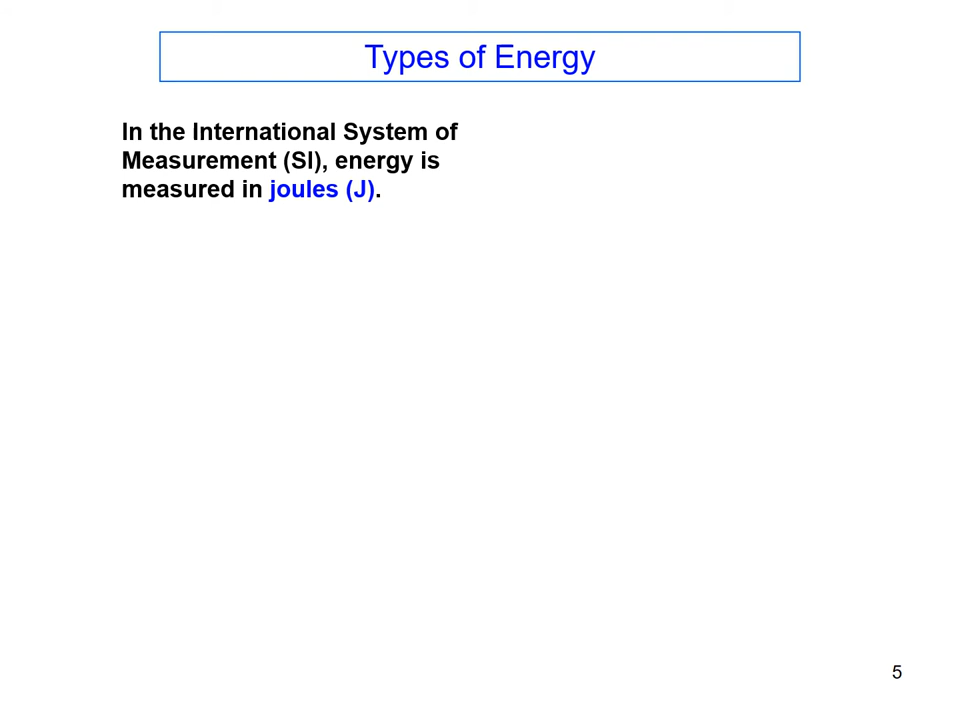 Types of Energy
In the International System of
Measurement (SI), energy is
measured in joules (J).
5